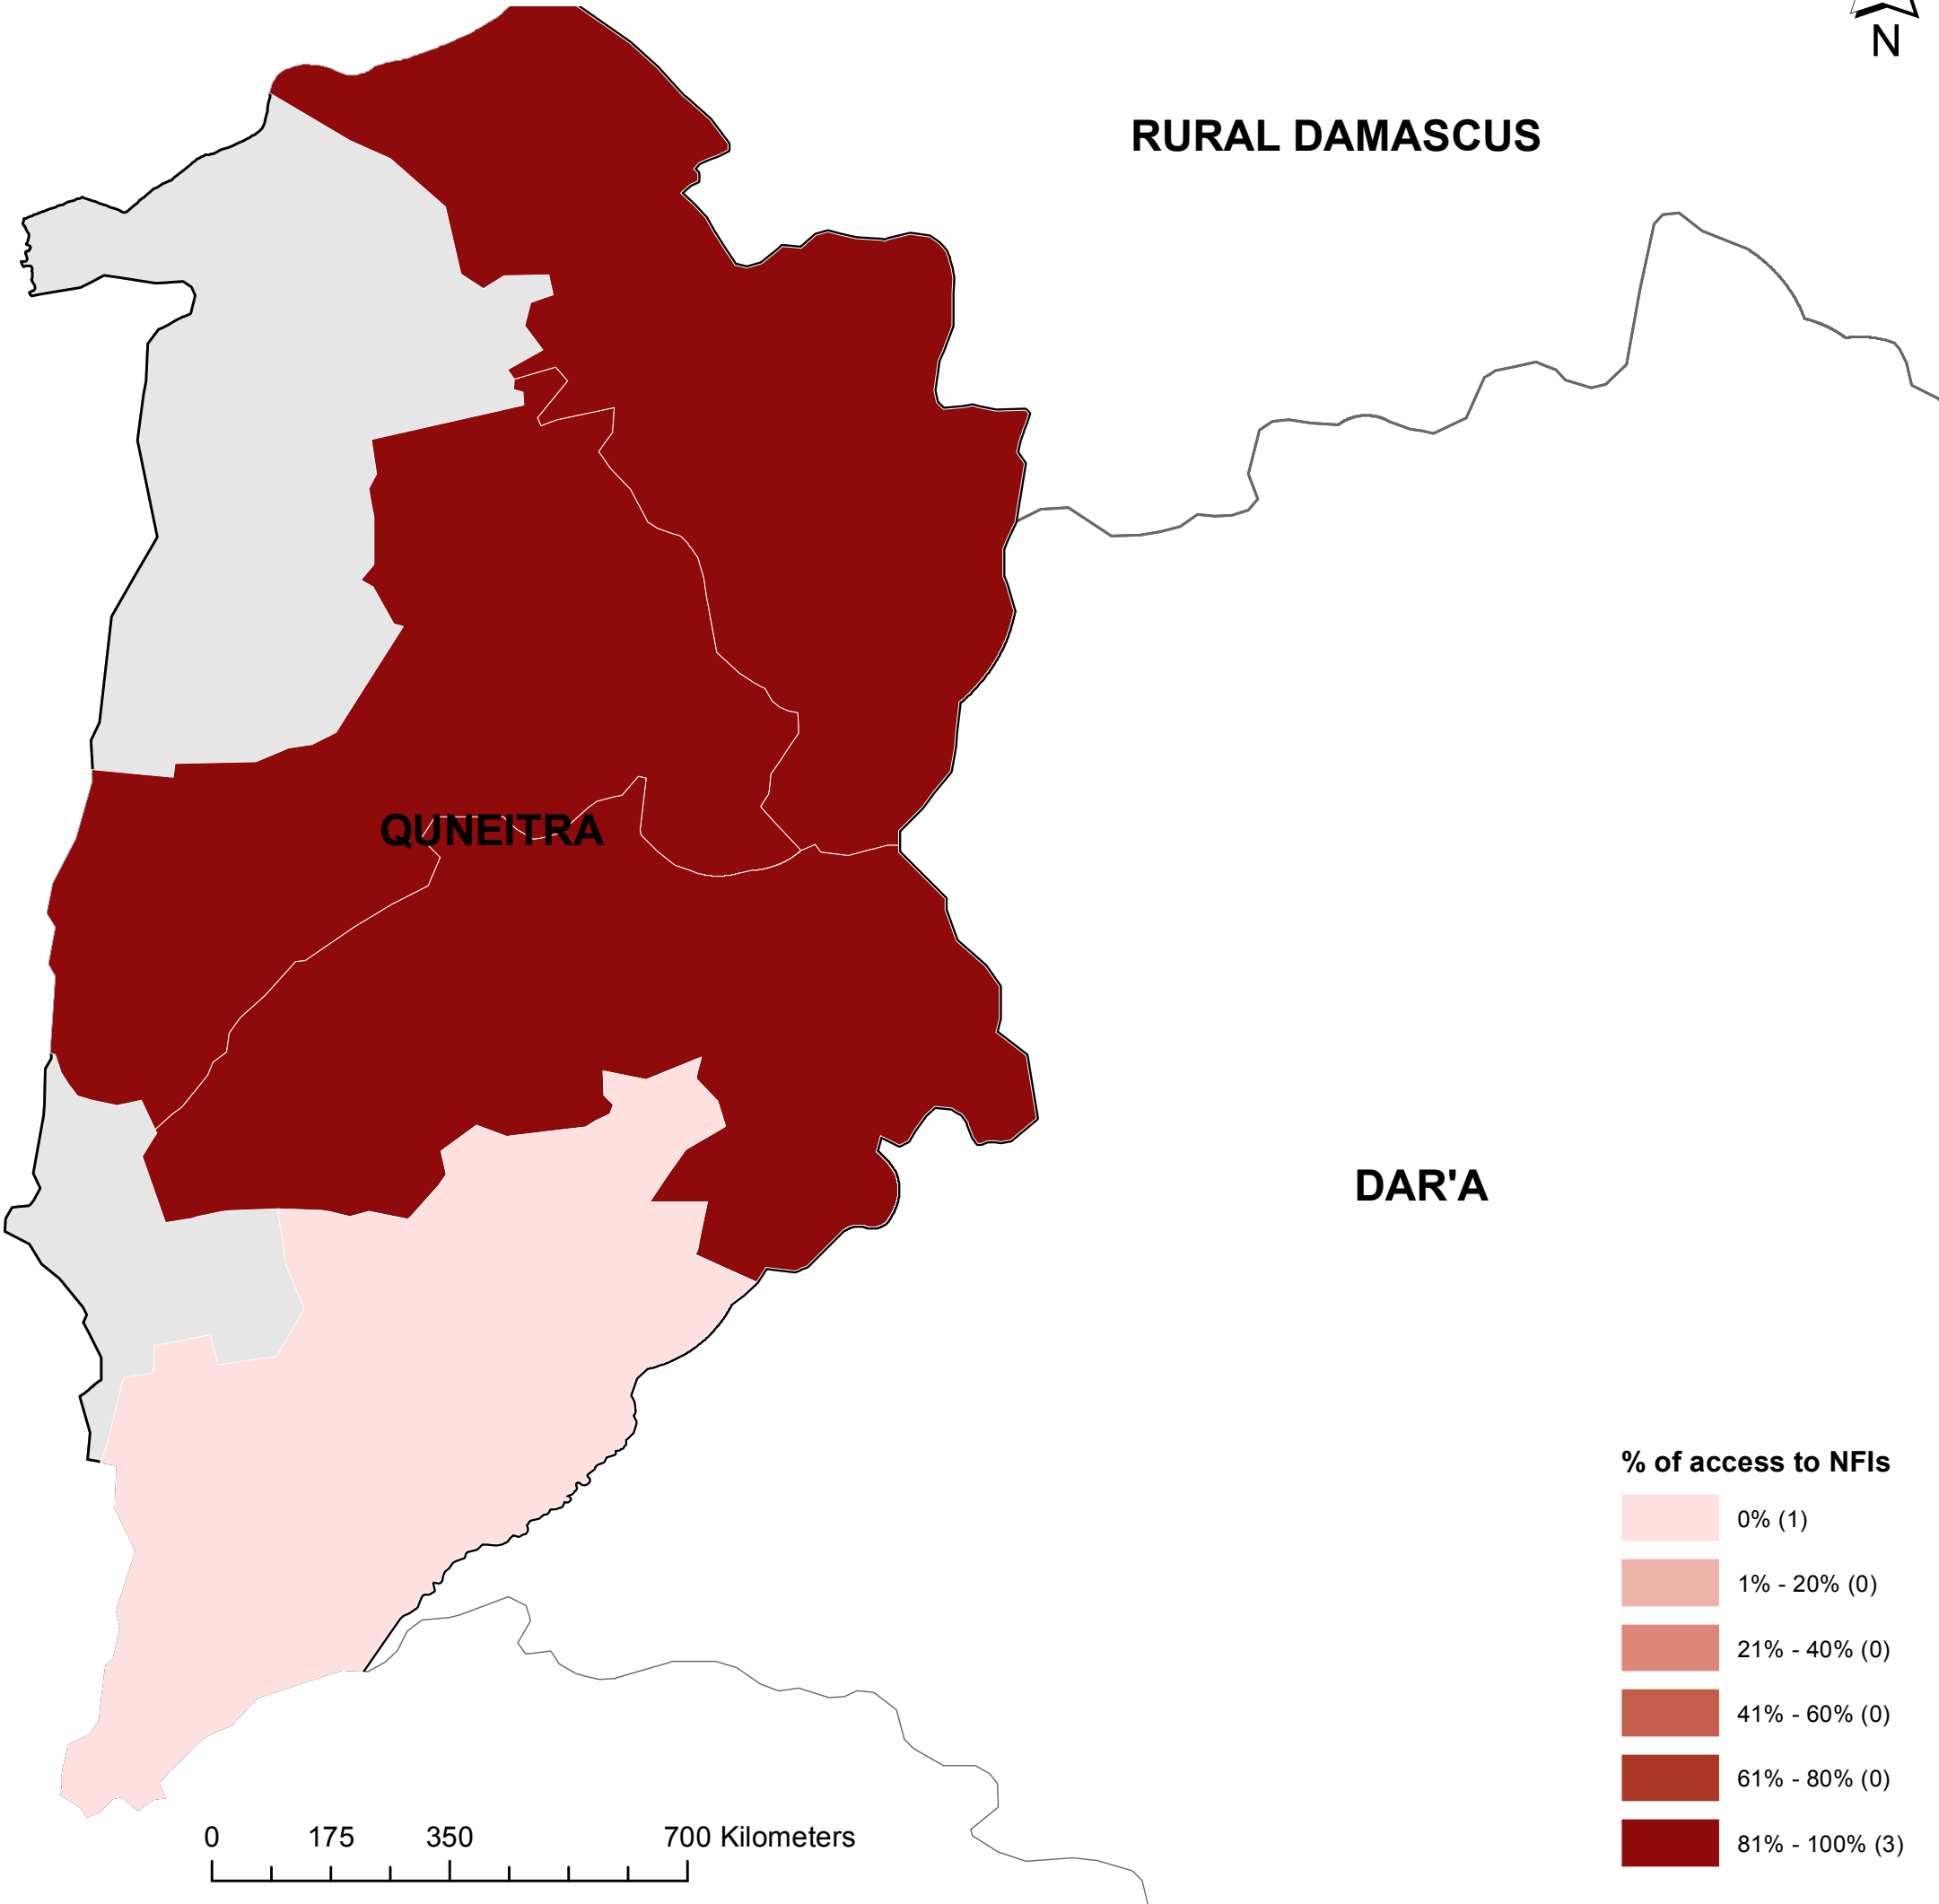 N
RURAL DAMASCUS
QUNEITRA
DAR'A
% of access to NFIs
0% (1)
1% - 20% (0)
21% - 40% (0)
41% - 60% (0)
61% - 80% (0)
81% - 100% (3)
0 175 350 700 Kilometers